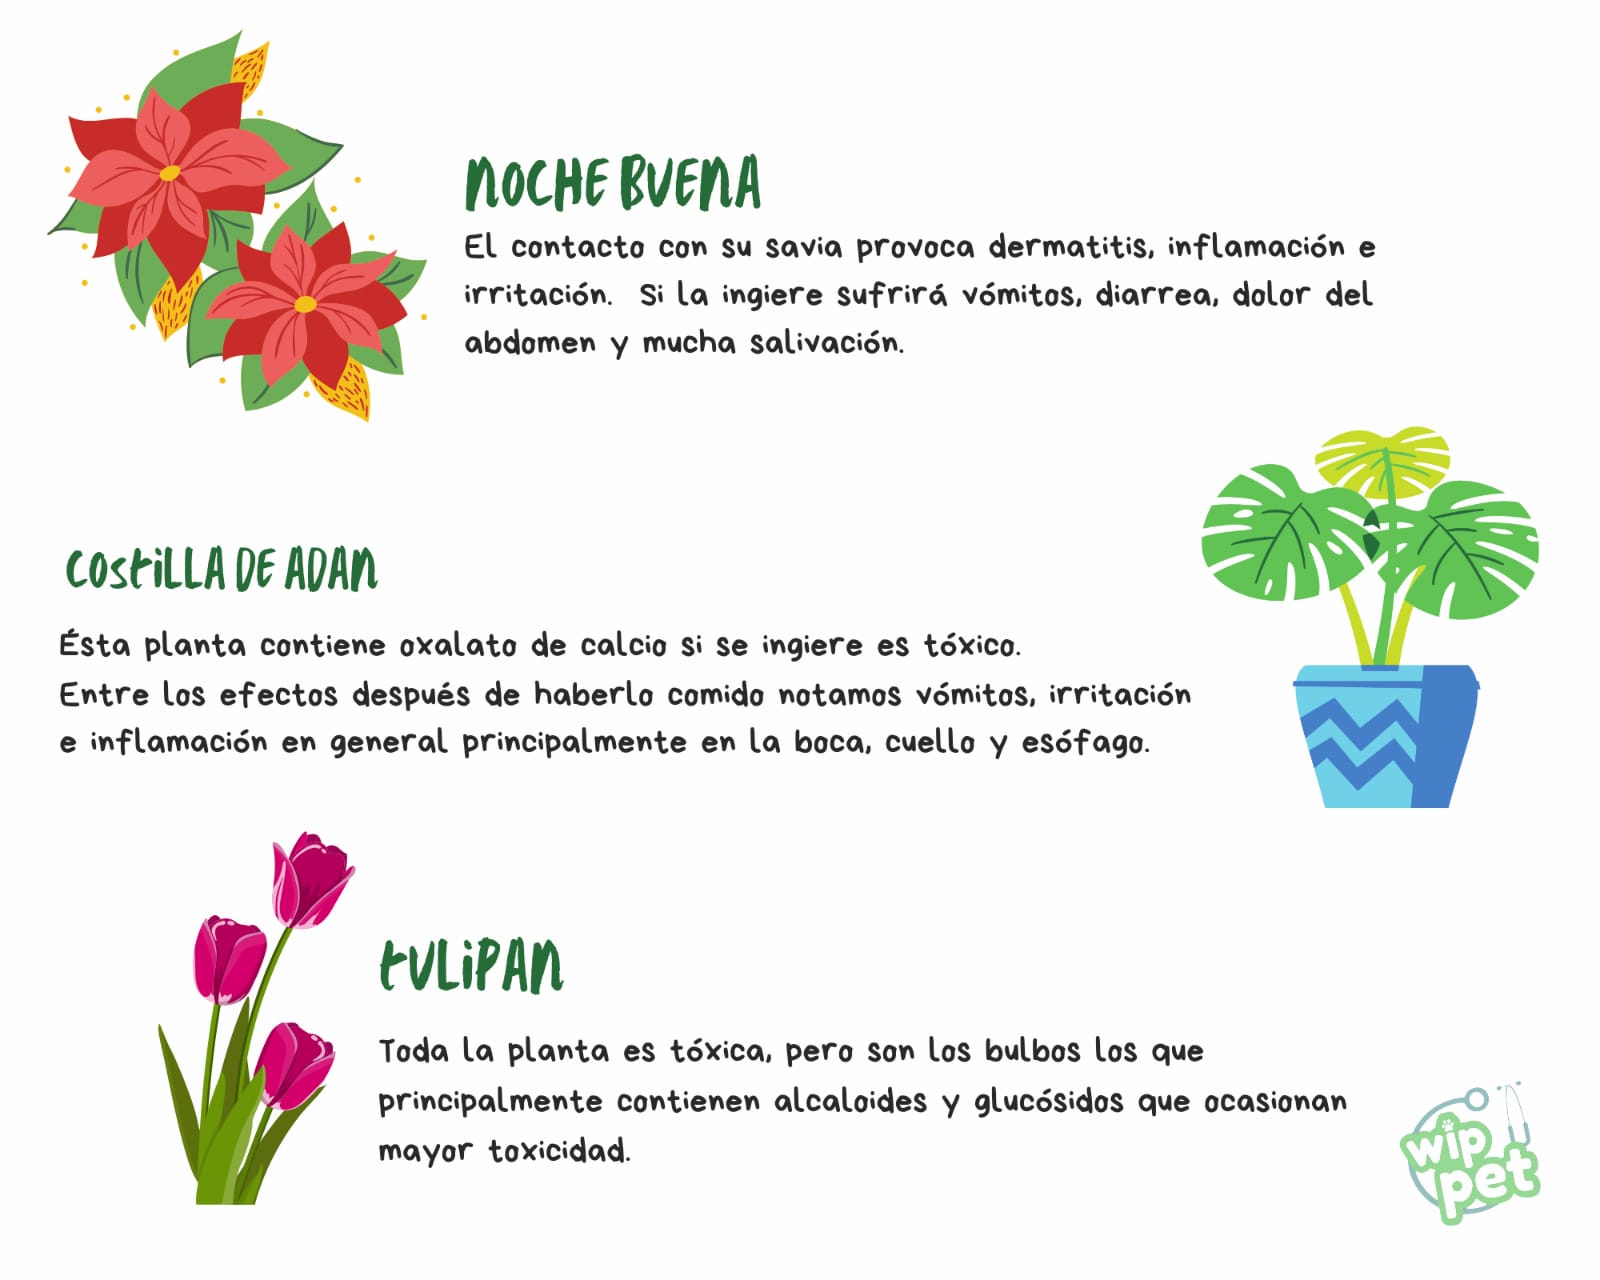 NOCHE BUENA
El contacto con su savia provoca dermatitis, inflamación e
irritación. Si la ingiere sufrirá vómitos, diarrea, dolor del
abdomen y mucha salivación.
COSTILLA DE ADAN
Ésta planta contiene oxalato de calcio si se ingiere es tóxico.
Entre los efectos después de haberlo comido notamos vómitos, irritación
e inflamación en general principalmente en la boca, cuello y esófago.
TULIPAN
Toda la planta es tóxica, pero son los bulbos los que
principalmente contienen alcaloides y glucósidos que ocasionan
mayor toxicidad.
wip
pet